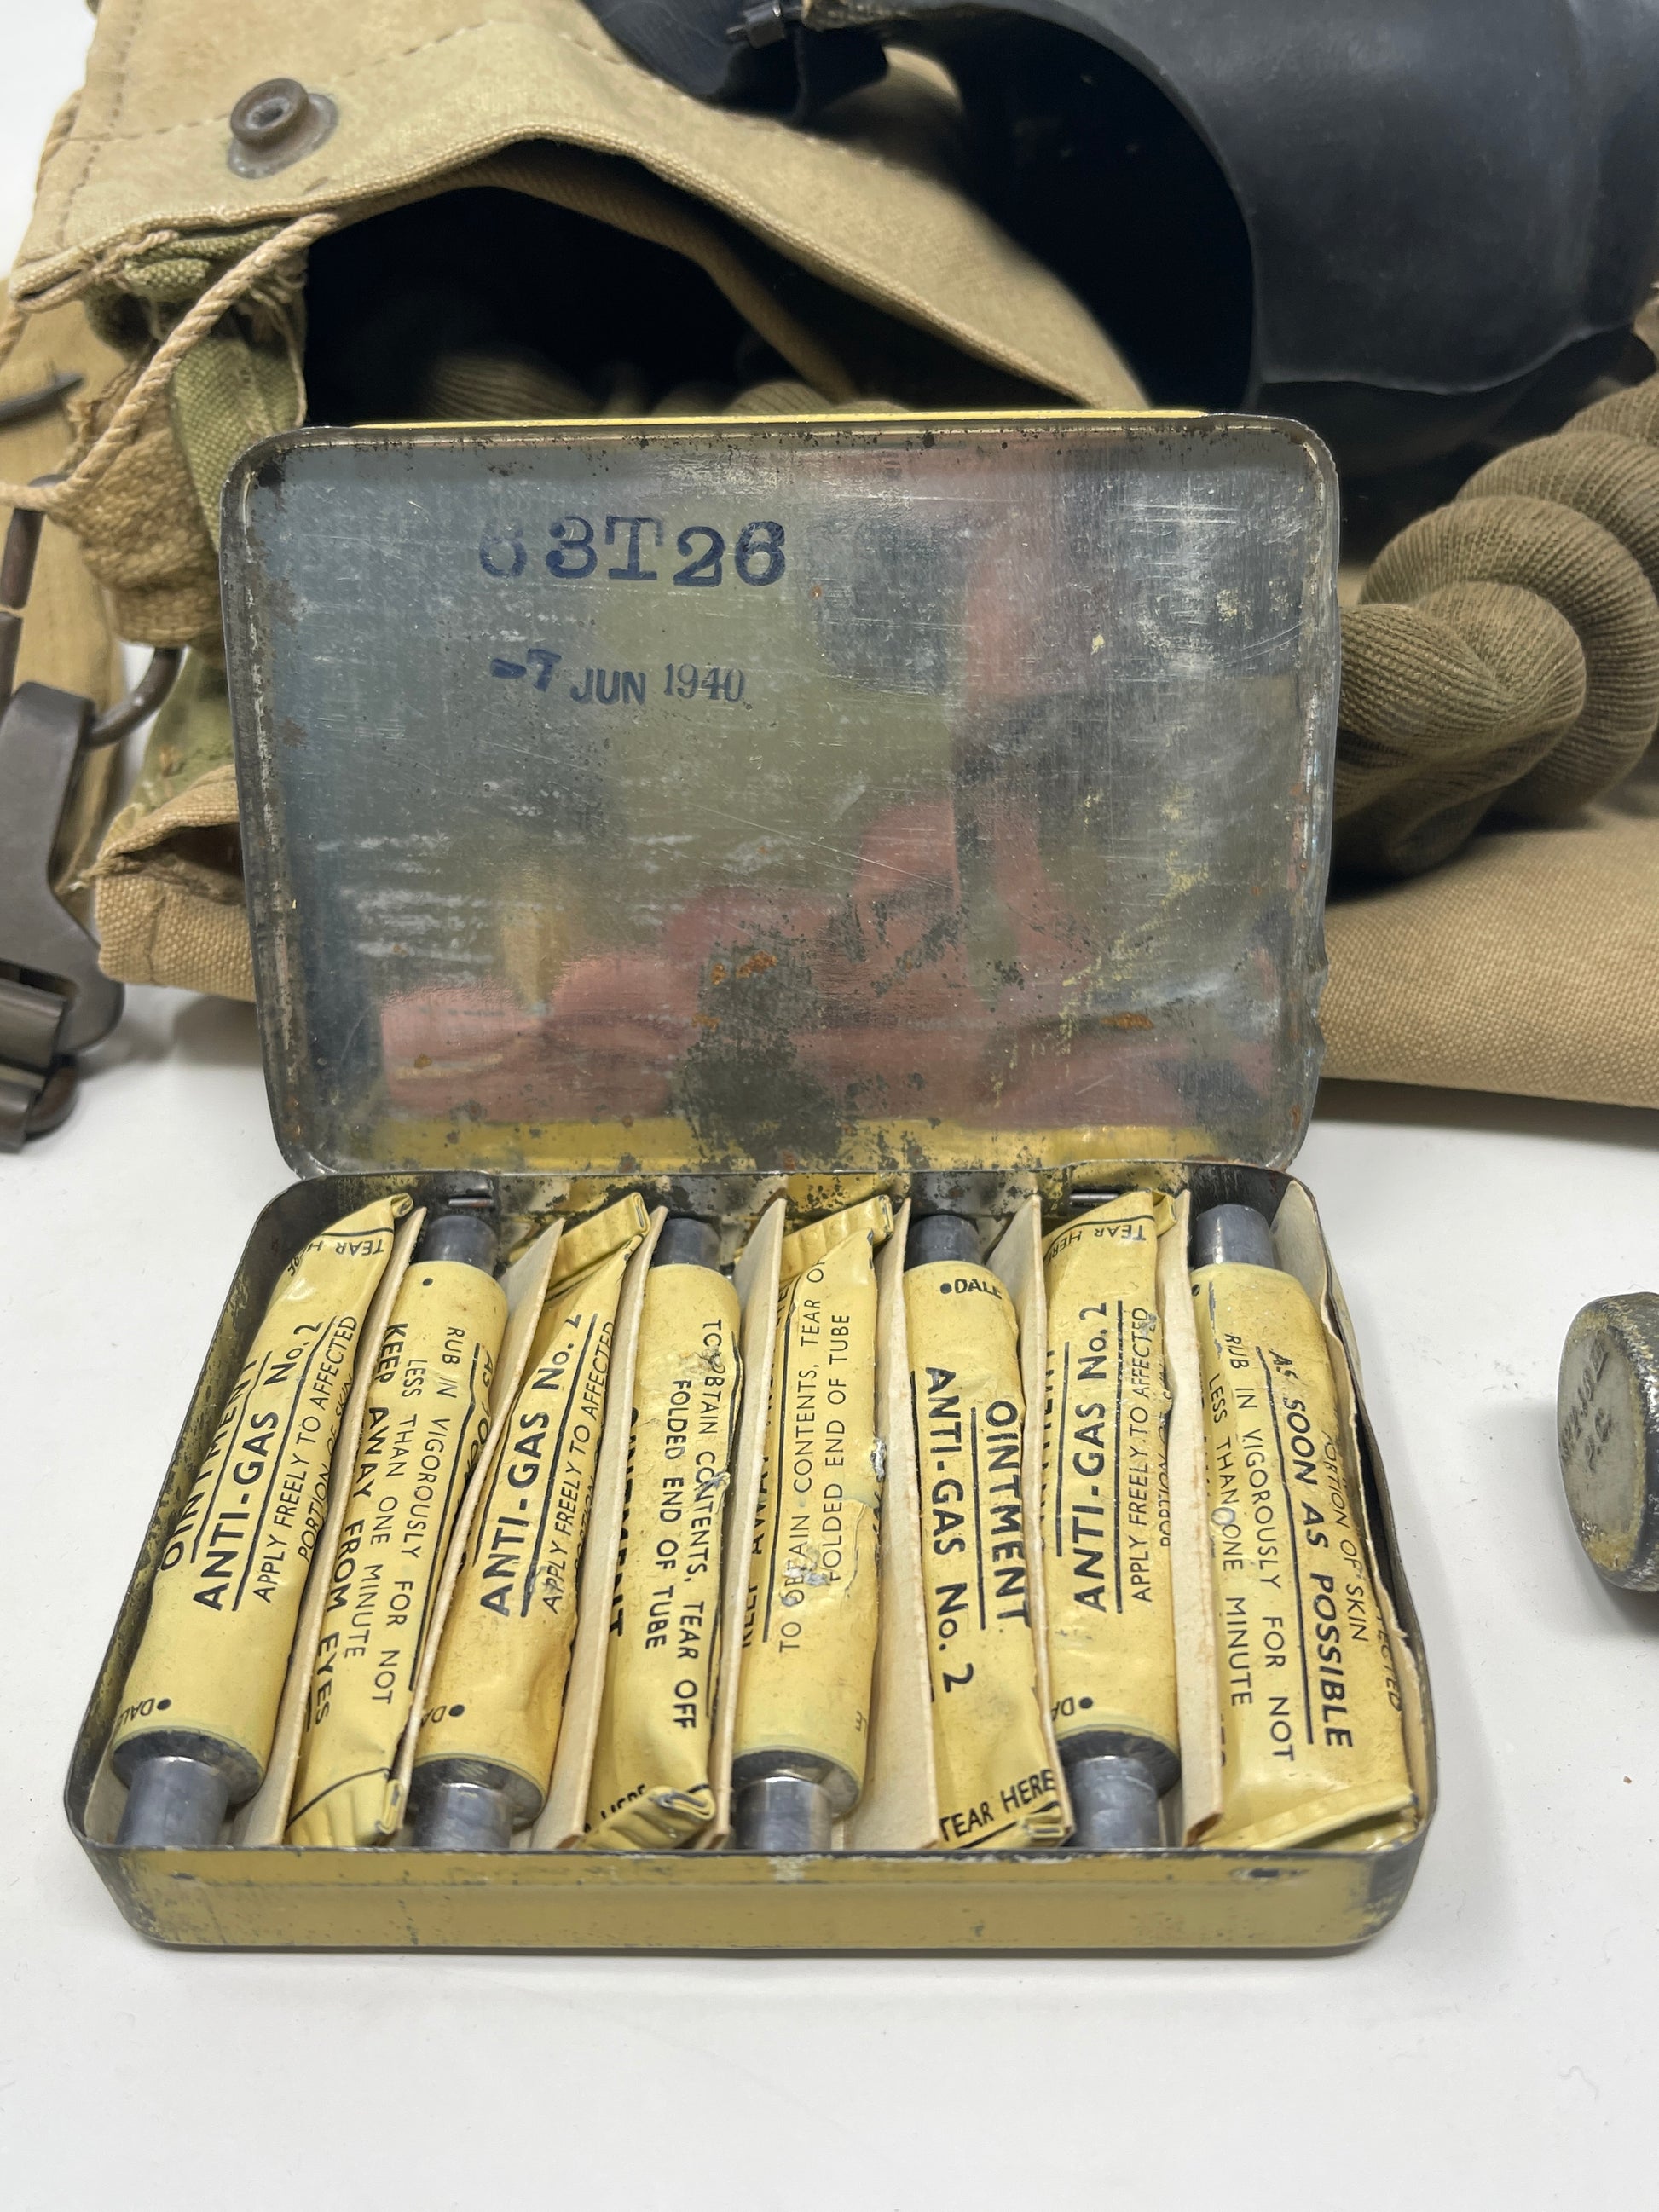 3T26
-7 JUN 1940
TEAR
OINTMENT
ANTI-GAS No. 2
APPLY FREELY TO AFFECTED
PORTION OF SKIN
RUB IN VIGOROUSLY FOR NOT
LESS THAN ONE MINUTE
KEEP AWAY FROM EYES
ANTI-GAS No. 2
APPLY FREELY TO AFFECTED
TO OBTAIN CONTENTS, TEAR OFF
FOLDED END OF TUBE
TO OBTAIN CONTENTS, TEAR
FOLDED END OF TUBE
OINTMENT
ANTI-GAS No. 2
TEAR HERE
TEAR HERE
ANTI-GAS No. 2
APPLY FREELY TO AFFECTED
PORTION OF SKIN
AS SOON AS POSSIBLE
RUB IN VIGOROUSLY FOR NOT
LESS THAN ONE MINUTE